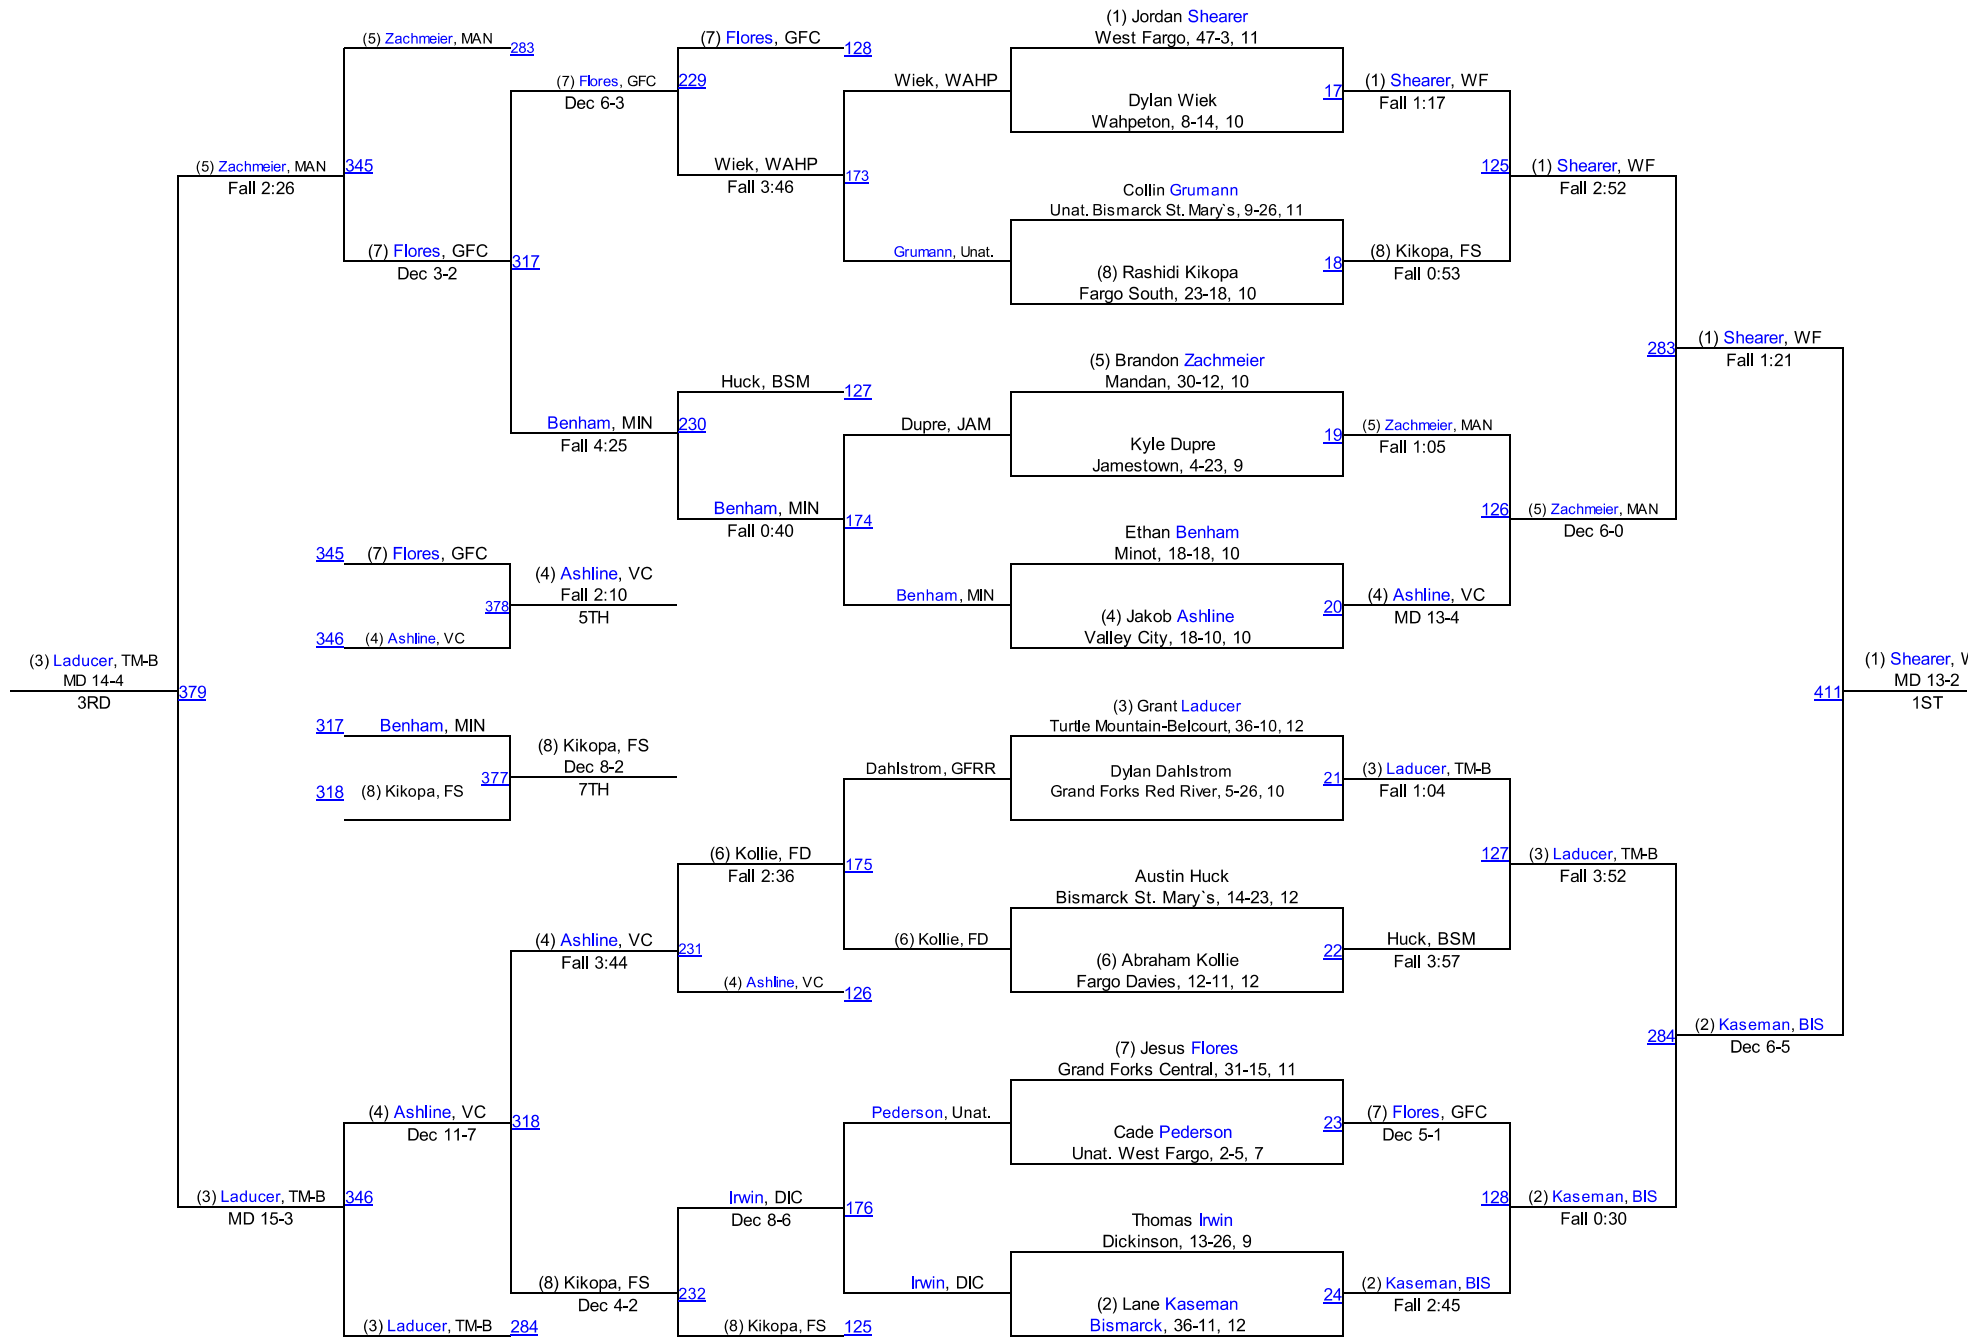 (1) Jordan Shearer
West Fargo, 47-3, 11
(5) Zachmeier, MAN
283
(7) Flores, GFC
128
(7) Flores, GFC
229
Dec 6-3
Wiek, WAHP
17
(1) Shearer, WF
Fall 1:17
Dylan Wiek
Wahpeton, 8-14, 10
(5) Zachmeier, MAN
345
Fall 2:26
Wiek, WAHP
173
Fall 3:46
125
(1) Shearer, WF
Fall 2:52
Collin Grumann
Unat. Bismarck St. Mary`s, 9-26, 11
(7) Flores, GFC
317
Dec 3-2
Grumann, Unat.
18
(8) Kikopa, FS
Fall 0:53
(8) Rashidi Kikopa
Fargo South, 23-18, 10
283
(1) Shearer, WF
Fall 1:21
(5) Brandon Zachmeier
Mandan, 30-12, 10
Huck, BSM
127
Benham, MIN
230
Fall 4:25
Dupre, JAM
19
(5) Zachmeier, MAN
Fall 1:05
Kyle Dupre
Jamestown, 4-23, 9
Benham, MIN
174
Fall 0:40
126
(5) Zachmeier, MAN
Dec 6-0
Ethan Benham
Minot, 18-18, 10
345
(7) Flores, GFC
(4) Ashline, VC
378
Fall 2:10
5TH
Benham, MIN
20
(4) Ashline, VC
MD 13-4
346
(4) Ashline, VC
(4) Jakob Ashline
Valley City, 18-10, 10
(3) Laducer, TM-B
MD 14-4
379
3RD
411
(1) Shearer, W
MD 13-2
1ST
(3) Grant Laducer
Turtle Mountain-Belcourt, 36-10, 12
317
Benham, MIN
(8) Kikopa, FS
377
Dec 8-2
7TH
318
(8) Kikopa, FS
Dahlstrom, GFRR
21
(3) Laducer, TM-B
Fall 1:04
Dylan Dahlstrom
Grand Forks Red River, 5-26, 10
(6) Kollie, FD
175
Fall 2:36
127
(3) Laducer, TM-B
Fall 3:52
Austin Huck
Bismarck St. Mary`s, 14-23, 12
(4) Ashline, VC
231
Fall 3:44
(6) Kollie, FD
22
Huck, BSM
Fall 3:57
(6) Abraham Kollie
Fargo Davies, 12-11, 12
(4) Ashline, VC
126
284
(2) Kaseman, BIS
Dec 6-5
(7) Jesus Flores
Grand Forks Central, 31-15, 11
(4) Ashline, VC
318
Dec 11-7
Pederson, Unat.
23
(7) Flores, GFC
Dec 5-1
Cade Pederson
Unat. West Fargo, 2-5, 7
(3) Laducer, TM-B
346
MD 15-3
Irwin, DIC
176
Dec 8-6
128
(2) Kaseman, BIS
Fall 0:30
Thomas Irwin
Dickinson, 13-26, 9
(8) Kikopa, FS
232
Dec 4-2
Irwin, DIC
24
(2) Kaseman, BIS
Fall 2:45
(2) Lane Kaseman
Bismarck, 36-11, 12
(3) Laducer, TM-B
284
(8) Kikopa, FS
125